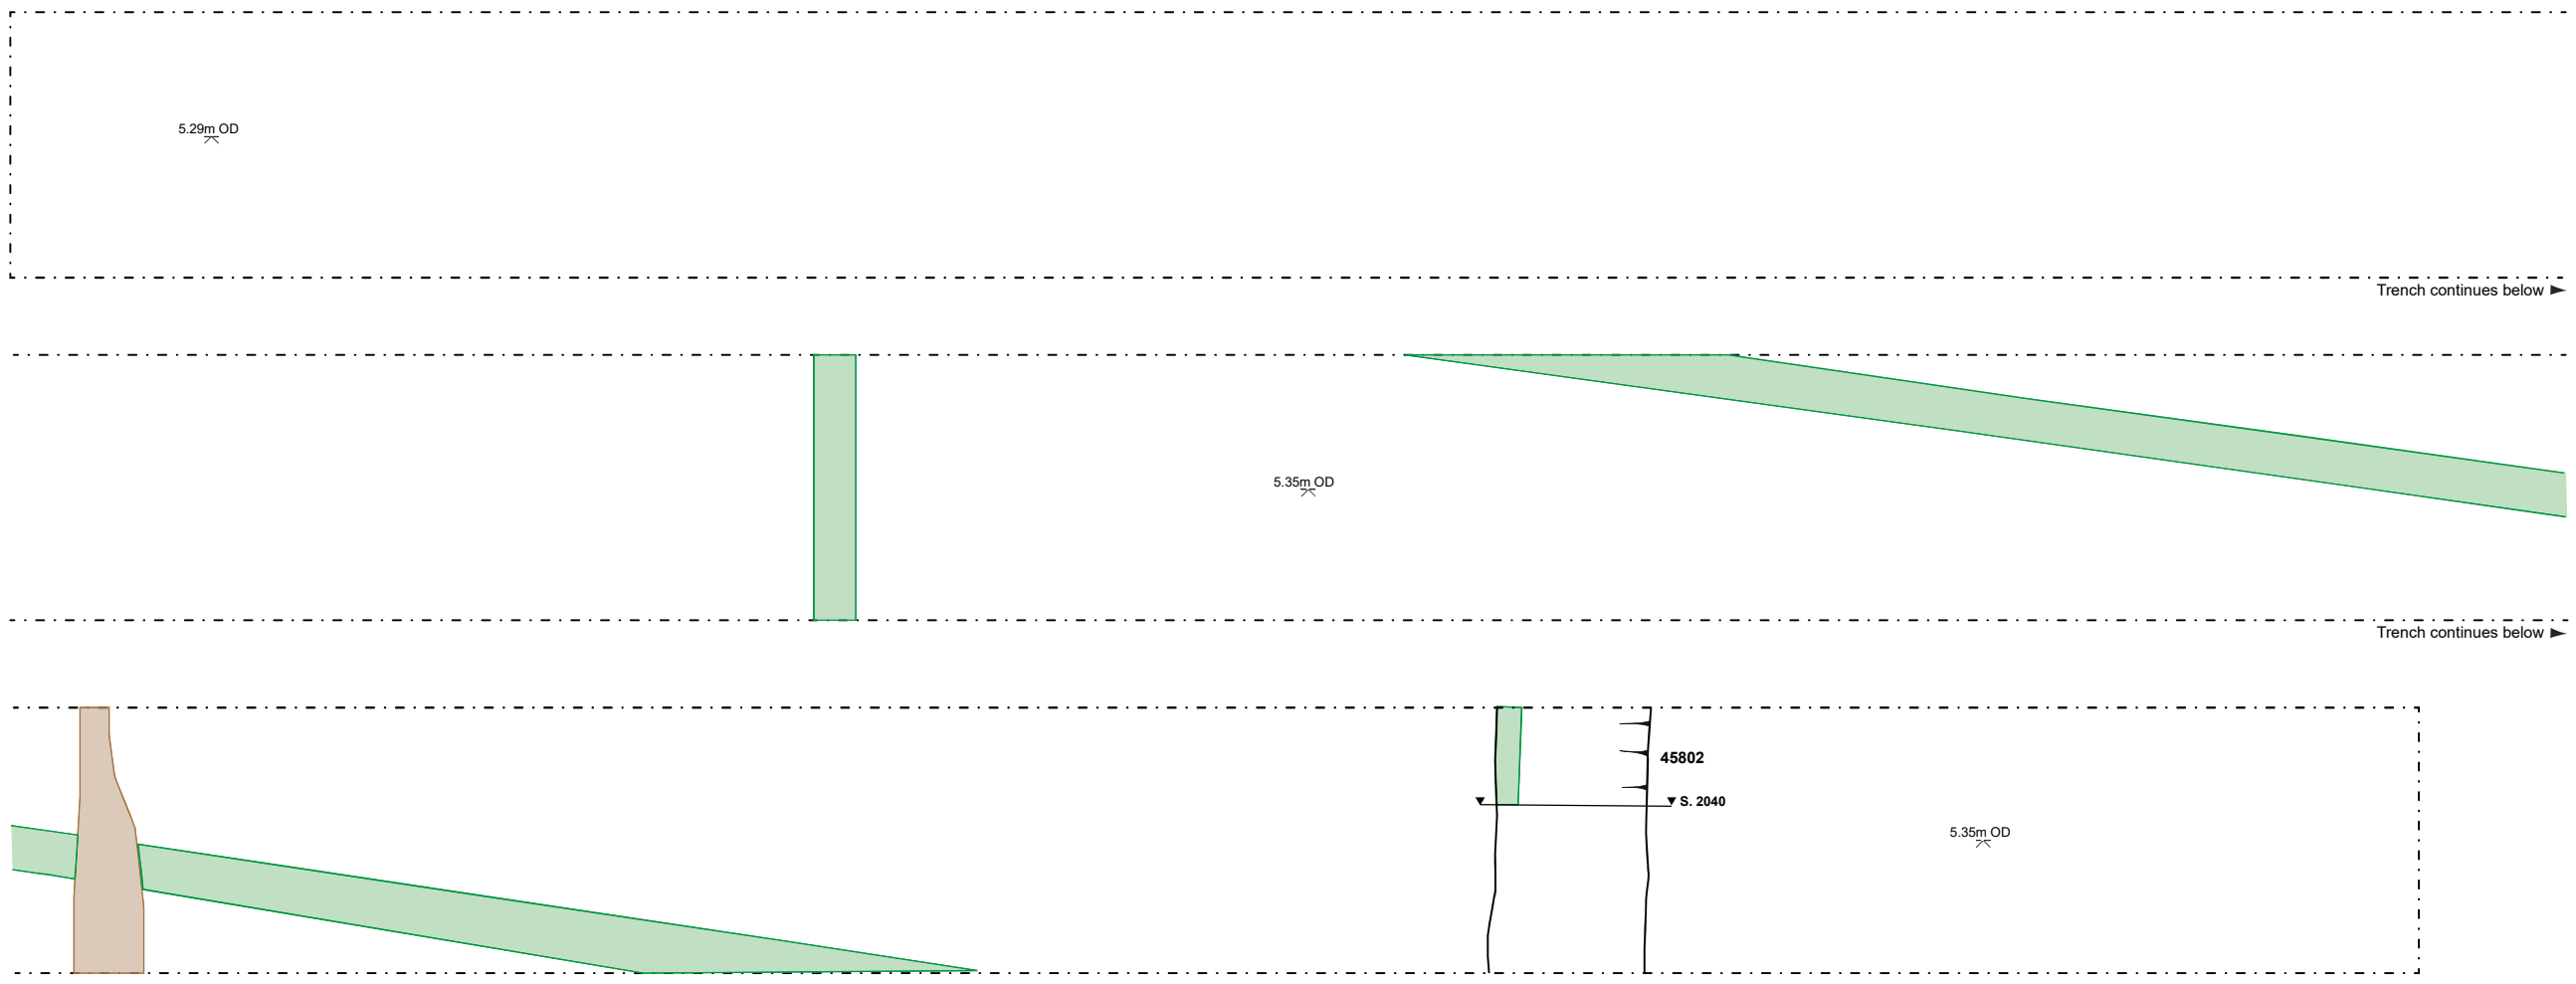 5.29m OD
Trench continues below
5.35m OD
Trench continues below
45802
S. 2040
5.35m OD